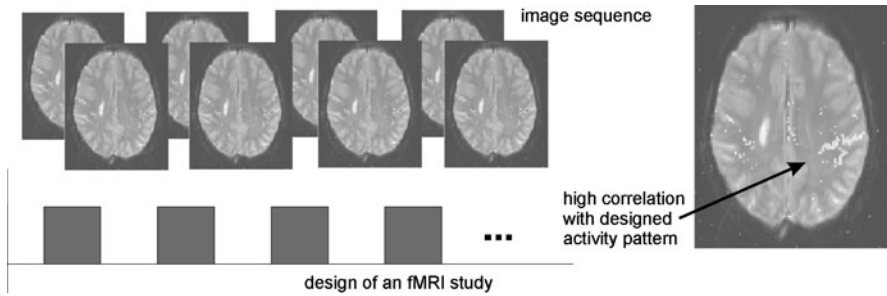 image sequence
high correlation
with designed
activity pattern
...
design of an fMRI study